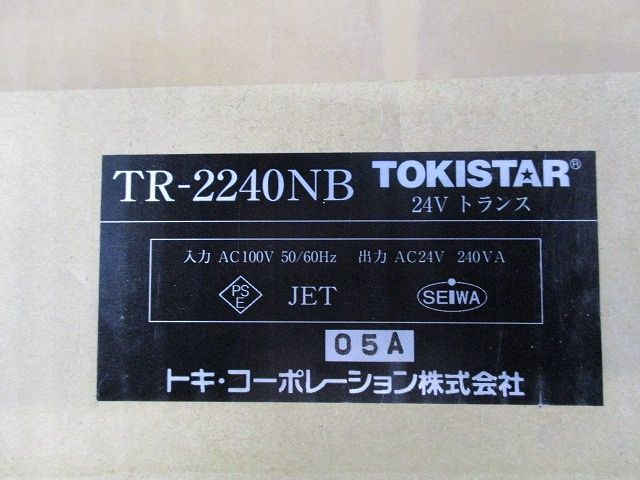 TR-2240NB TOKISTAR®
24V トランス
入力 AC100V 50/60Hz 出力 AC24V 240VA
PS
E JET SEIWA
05A
トキ・コーポレーション株式会社